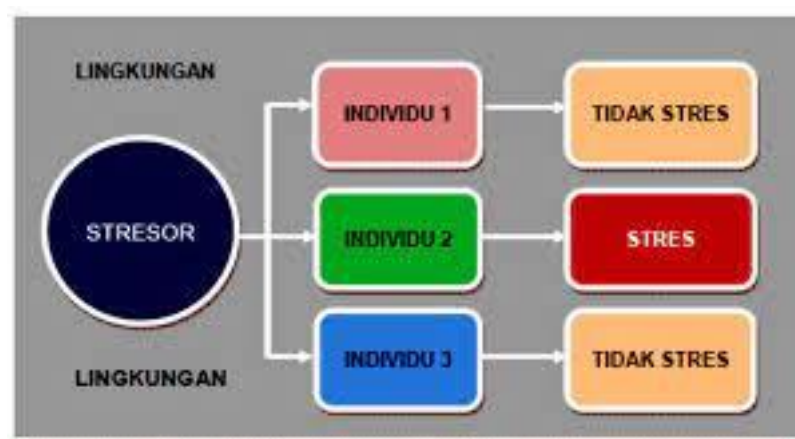 LINGKUNGAN
STRESOR
LINGKUNGAN
INDIVIDU 1
TIDAK STRES
INDIVIDU 2
STRES
INDIVIDU 3
TIDAK STRES